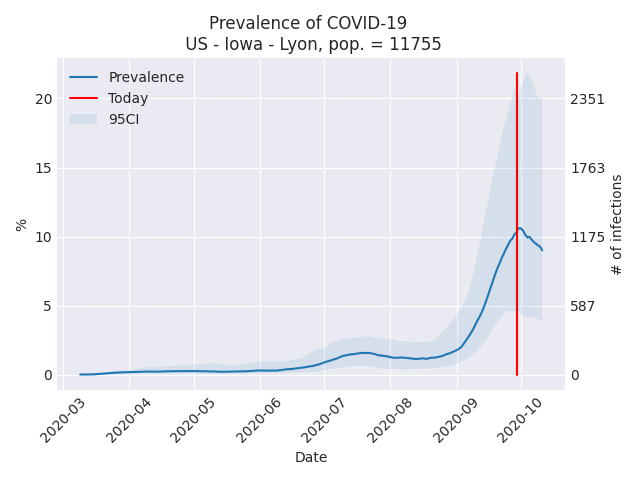 Prevalence of COVID-19
US - Iowa - Lyon, pop. = 11755
Prevalence
Today
95CI
20
15
10
5
0
%
2351
1763
1175
587
0
# of infections
2020-03
2020-04
2020-05
2020-06
2020-07
2020-08
2020-09
2020-10
Date